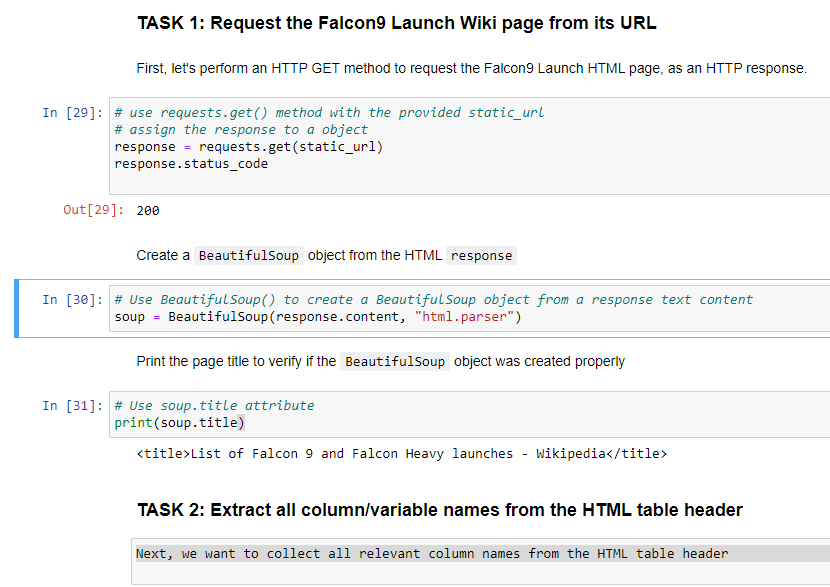 TASK 1: Request the Falcon9 Launch Wiki page from its URL
First, let's perform an HTTP GET method to request the Falcon9 Launch HTML page, as an HTTP response.
In [29]: # use requests.get() method with the provided static_url
# assign the response to a object
response = requests.get(static_url)
response.status_code
Out[29]: 200
Create a BeautifulSoup object from the HTML response
In [30]: # Use BeautifulSoup() to create a BeautifulSoup object from a response text content
soup = BeautifulSoup(response.content, "html.parser")
Print the page title to verify if the BeautifulSoup object was created properly
In [31]: # Use soup.title attribute
print(soup.title)
<title>List of Falcon 9 and Falcon Heavy launches - Wikipedia</title>
TASK 2: Extract all column/variable names from the HTML table header
Next, we want to collect all relevant column names from the HTML table header